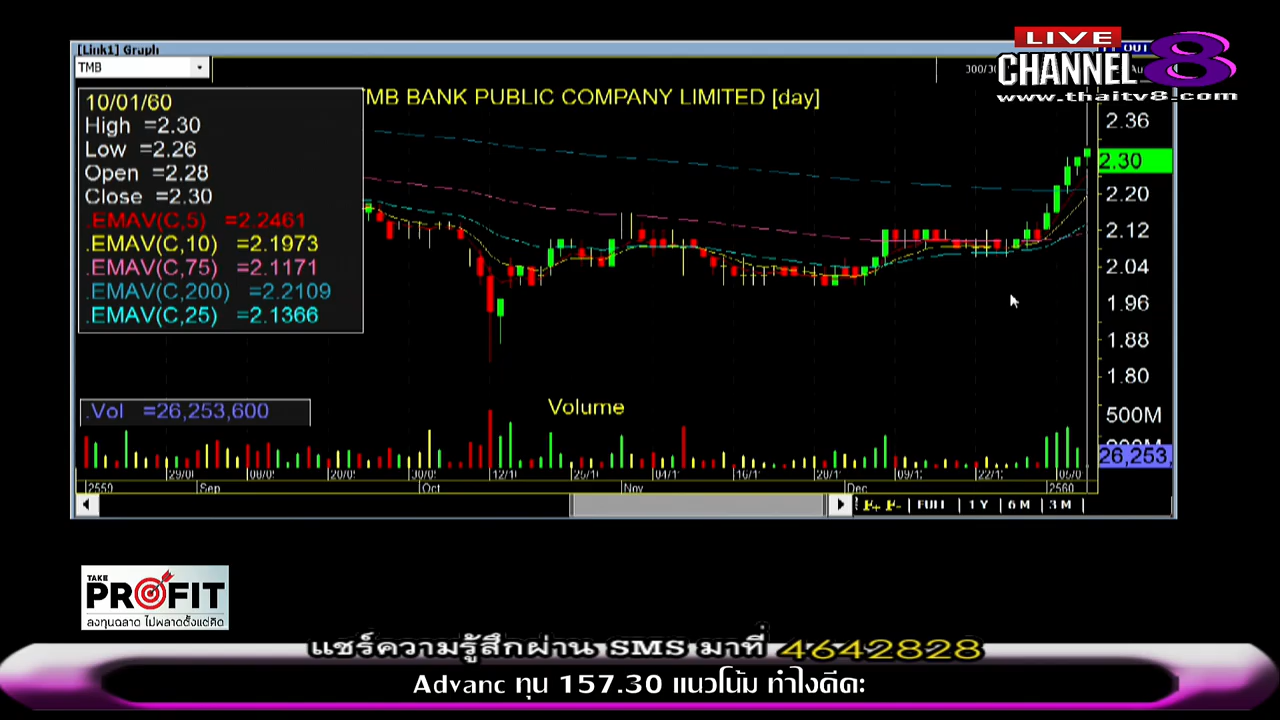 [Link1] Graph
LIVE
CHANNEL 8
www.thaitv8.com
TMB
TMB BANK PUBLIC COMPANY LIMITED [day]
10/01/60
High =2.30
Low =2.26
Open =2.28
Close =2.30
.EMAV(C,5) =2.2461
.EMAV(C,10) =2.1973
.EMAV(C,75) =2.1171
.EMAV(C,200) =2.2109
.EMAV(C,25) =2.1366
2.36
2.30
2.20
2.12
2.04
1.96
1.88
1.80
.Vol =26,253,600
Volume
500M
26,253,
2559 Sep Oct Nov Dec 2560
F+ F- FULL 1 Y 6 M 3 M
TAKE
PROFIT
ลงทุนฉลาด ไม่พลาดตั้งแต่คิด
แชร์ความรู้สึกผ่าน SMS มาที่ 4642828
Advanc ทุน 157.30 แนวโน้ม ทำไงดีคะ